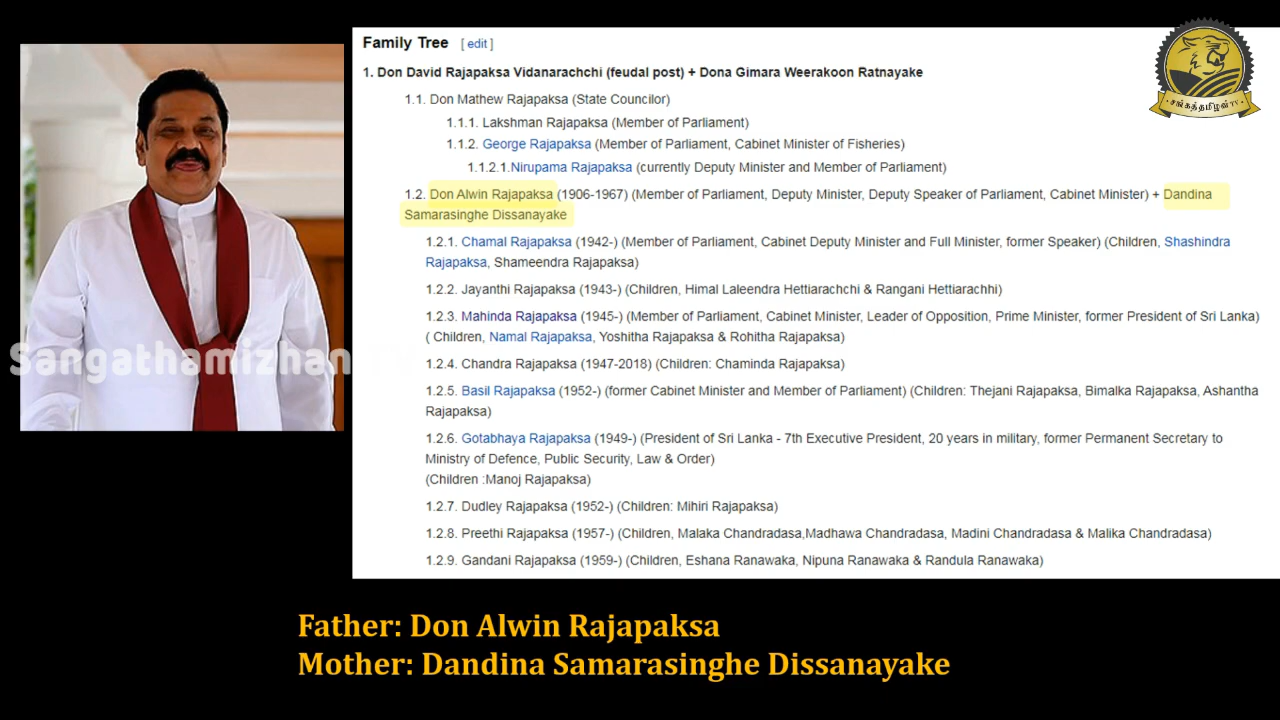 Family Tree [ edit ]
1. Don David Rajapaksa Vidanarachchi (feudal post) + Dona Gimara Weerakoon Ratnayake
1.1. Don Mathew Rajapaksa (State Councilor)
1.1.1. Lakshman Rajapaksa (Member of Parliament)
1.1.2. George Rajapaksa (Member of Parliament, Cabinet Minister of Fisheries)
1.1.2.1.Nirupama Rajapaksa (currently Deputy Minister and Member of Parliament)
1.2. Don Alwin Rajapaksa (1906-1967) (Member of Parliament, Deputy Minister, Deputy Speaker of Parliament, Cabinet Minister) + Dandina
Samarasinghe Dissanayake
1.2.1. Chamal Rajapaksa (1942-) (Member of Parliament, Cabinet Deputy Minister and Full Minister, former Speaker) (Children, Shashindra
Rajapaksa, Shameendra Rajapaksa)
1.2.2. Jayanthi Rajapaksa (1943-) (Children, Himal Laleendra Hettiarachchi & Rangani Hettiarachhi)
1.2.3. Mahinda Rajapaksa (1945-) (Member of Parliament, Cabinet Minister, Leader of Opposition, Prime Minister, former President of Sri Lanka)
( Children, Namal Rajapaksa, Yoshitha Rajapaksa & Rohitha Rajapaksa)
1.2.4. Chandra Rajapaksa (1947-2018) (Children: Chaminda Rajapaksa)
1.2.5. Basil Rajapaksa (1952-) (former Cabinet Minister and Member of Parliament) (Children: Thejani Rajapaksa, Bimalka Rajapaksa, Ashantha
Rajapaksa)
1.2.6. Gotabhaya Rajapaksa (1949-) (President of Sri Lanka - 7th Executive President, 20 years in military, former Permanent Secretary to
Ministry of Defence, Public Security, Law & Order)
(Children :Manoj Rajapaksa)
1.2.7. Dudley Rajapaksa (1952-) (Children: Mihiri Rajapaksa)
1.2.8. Preethi Rajapaksa (1957-) (Children, Malaka Chandradasa,Madhawa Chandradasa, Madini Chandradasa & Malika Chandradasa)
1.2.9. Gandani Rajapaksa (1959-) (Children, Eshana Ranawaka, Nipuna Ranawaka & Randula Ranawaka)
Sangathamizhan TV
சங்கத்தமிழன் TV
Father: Don Alwin Rajapaksa
Mother: Dandina Samarasinghe Dissanayake